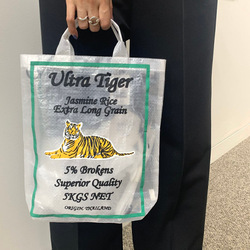 Ultra Tiger
Jasmine Rice
Extra Long Grain
5% Brokens
Superior Quality
5KGS NET
ORIGIN: THAILAND